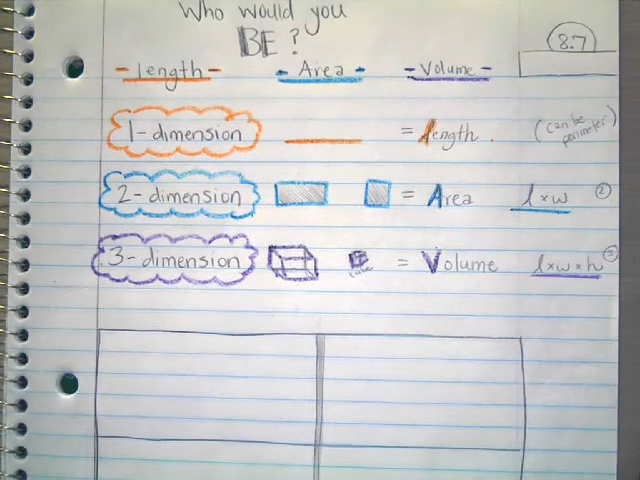 Who would you
BE?
8.7
- length - - Area - - Volume -
1-dimension = Length. (can be perimeter)
2-dimension = Area l x w ②
3-dimension cube = Volume l x w x h ③